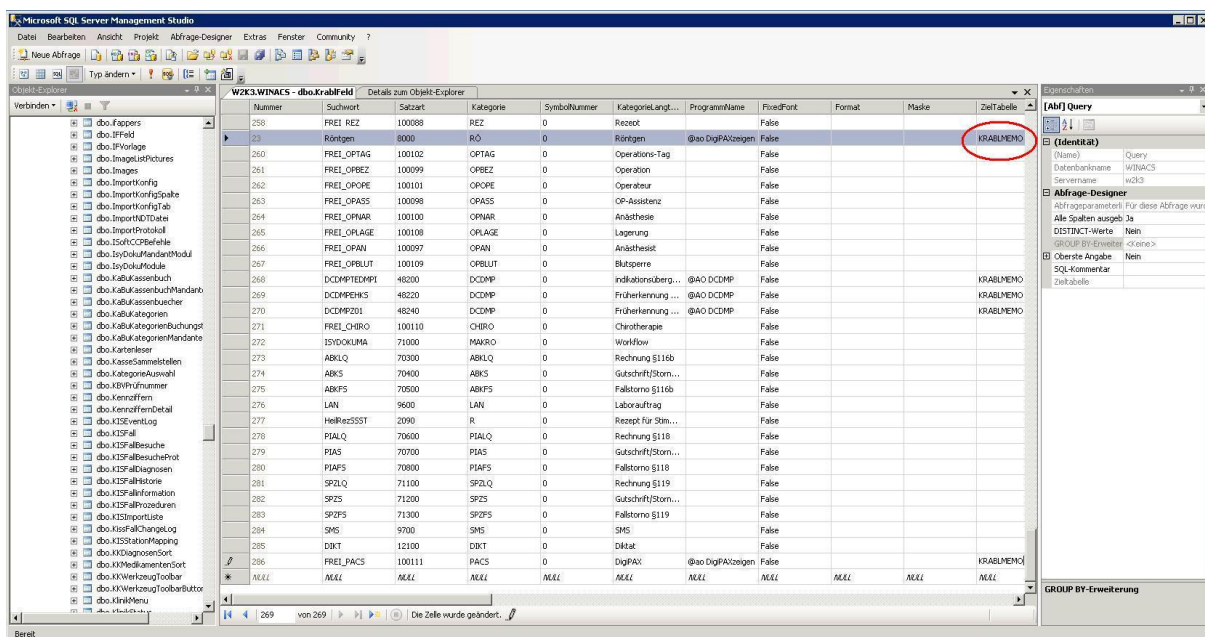 Microsoft SQL Server Management Studio
Datei Bearbeiten Ansicht Projekt Abfrage-Designer Extras Fenster Community ?
Neue Abfrage
Typ ändern
Objekt-Explorer
Verbinden
dbo.ifappers
dbo.IFFeld
dbo.IFVorlage
dbo.ImageListPictures
dbo.Images
dbo.ImportKonfig
dbo.ImportKonfigSpalte
dbo.ImportKonfigTab
dbo.ImportNDTDatei
dbo.ImportProtokoll
dbo.ISoftCCPBefehle
dbo.IsyDokuMandantModul
dbo.IsyDokuModule
dbo.KaBuKassenbuch
dbo.KaBuKassenbuchMandant
dbo.KaBuKassenbuecher
dbo.KaBuKategorien
dbo.KaBuKategorienBuchungst
dbo.KaBuKategorienMandante
dbo.Kartenleser
dbo.KasseSammelstellen
dbo.KategorieAuswahl
dbo.KBVPrüfnummer
dbo.Kennziffern
dbo.KennziffernDetail
dbo.KISEventLog
dbo.KISFall
dbo.KISFallBesuche
dbo.KISFallBesucheProt
dbo.KISFallDiagnosen
dbo.KISFallHistorie
dbo.KISFallinformation
dbo.KISFallProzeduren
dbo.KISImportListe
dbo.KissFallChangeLog
dbo.KISStationMapping
dbo.KKDiagnosenSort
dbo.KKMedikamentenSort
dbo.KKWerkzeugToolbar
dbo.KKWerkzeugToolbarButtor
dbo.KlinikMenu
dbo.KlinikStatus
W2K3.WINACS - dbo.KrablFeld Details zum Objekt-Explorer
Nummer Suchwort Satzart Kategorie SymbolNummer KategorieLangt... ProgrammName FixedFont Format Maske ZielTabelle
258 FREI_REZ 100088 REZ 0 Rezept False
23 Röntgen 8000 RÖ 0 Röntgen @ao DigiPAXzeigen False KRABLMEMO
260 FREI_OPTAG 100102 OPTAG 0 Operations-Tag False
261 FREI_OPBEZ 100099 OPBEZ 0 Operation False
262 FREI_OPOPE 100101 OPOPE 0 Operateur False
263 FREI_OPASS 100098 OPASS 0 OP-Assistenz False
264 FREI_OPNAR 100100 OPNAR 0 Anästhesie False
265 FREI_OPLAGE 100108 OPLAGE 0 Lagerung False
266 FREI_OPAN 100097 OPAN 0 Anästhesist False
267 FREI_OPBLUT 100109 OPBLUT 0 Blutsperre False
268 DCDMPTEDMPI 48200 DCDMP 0 indikationsüberg... @AO DCDMP False KRABLMEMO
269 DCDMPEHKS 48220 DCDMP 0 Früherkennung ... @AO DCDMP False KRABLMEMO
270 DCDMPZ01 48240 DCDMP 0 Früherkennung ... @AO DCDMP False KRABLMEMO
271 FREI_CHIRO 100110 CHIRO 0 Chirotherapie False
272 ISYDOKUMA 71000 MAKRO 0 Workflow False
273 ABKLQ 70300 ABKLQ 0 Rechnung §116b False
274 ABKS 70400 ABKS 0 Gutschrift/Storn... False
275 ABKFS 70500 ABKFS 0 Fallstorno §116b False
276 LAN 9600 LAN 0 Laborauftrag False
277 HeilRezSSST 2090 R 0 Rezept für Stim... False
278 PIALQ 70600 PIALQ 0 Rechnung §118 False
279 PIAS 70700 PIAS 0 Gutschrift/Storn... False
280 PIAFS 70800 PIAFS 0 Fallstorno §118 False
281 SPZLQ 71100 SPZLQ 0 Rechnung §119 False
282 SPZS 71200 SPZS 0 Gutschrift/Storn... False
283 SPZFS 71300 SPZFS 0 Fallstorno §119 False
284 SMS 9700 SMS 0 SMS False
285 DIKT 12100 DIKT 0 Diktat False
286 FREI_PACS 100111 PACS 0 DigiPAX @ao DigiPAXzeigen False KRABLMEMO
NULL NULL NULL NULL NULL NULL NULL NULL NULL NULL NULL
269 von 269 Die Zelle wurde geändert.
Eigenschaften
[Abf] Query
(Identität)
(Name) Query
Datenbankname WINACS
Servername w2k3
Abfrage-Designer
Abfrageparameterli Für diese Abfrage wurd
Alle Spalten ausgeb Ja
DISTINCT-Werte Nein
GROUP BY-Erweiter <Keine>
Oberste Angabe Nein
SQL-Kommentar
Zieltabelle
GROUP BY-Erweiterung
Bereit